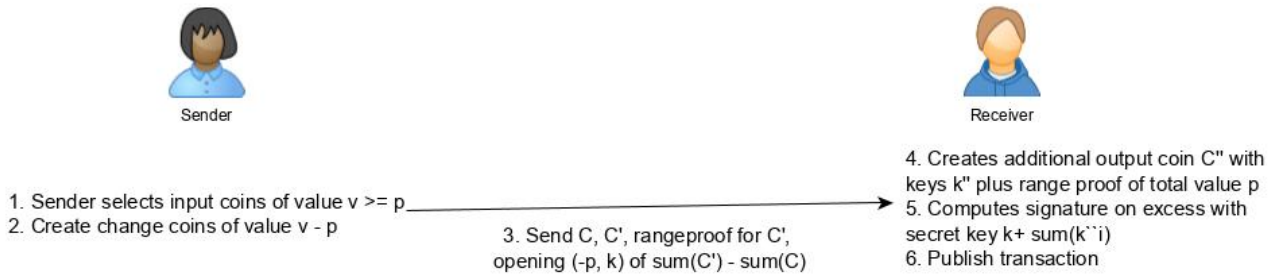 Sender
Receiver
1. Sender selects input coins of value v >= p
2. Create change coins of value v - p
3. Send C, C', rangeproof for C',
opening (-p, k) of sum(C') - sum(C)
4. Creates additional output coin C" with
keys k" plus range proof of total value p
5. Computes signature on excess with
secret key k+ sum(k``i)
6. Publish transaction